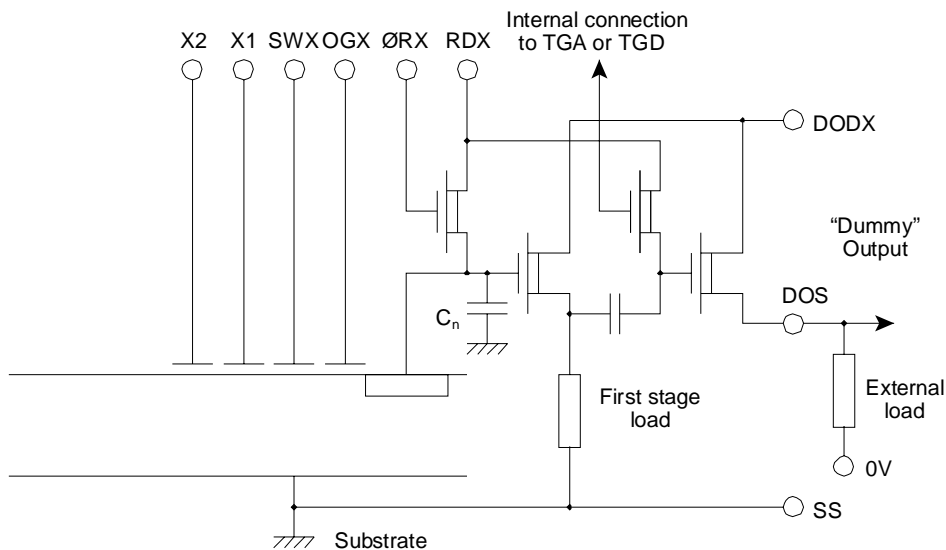 Internal connection
to TGA or TGD
X2 X1 SWX OGX ØRX RDX
DODX
“Dummy”
Output
DOS
Cn
First stage
load
External
load
0V
SS
Substrate